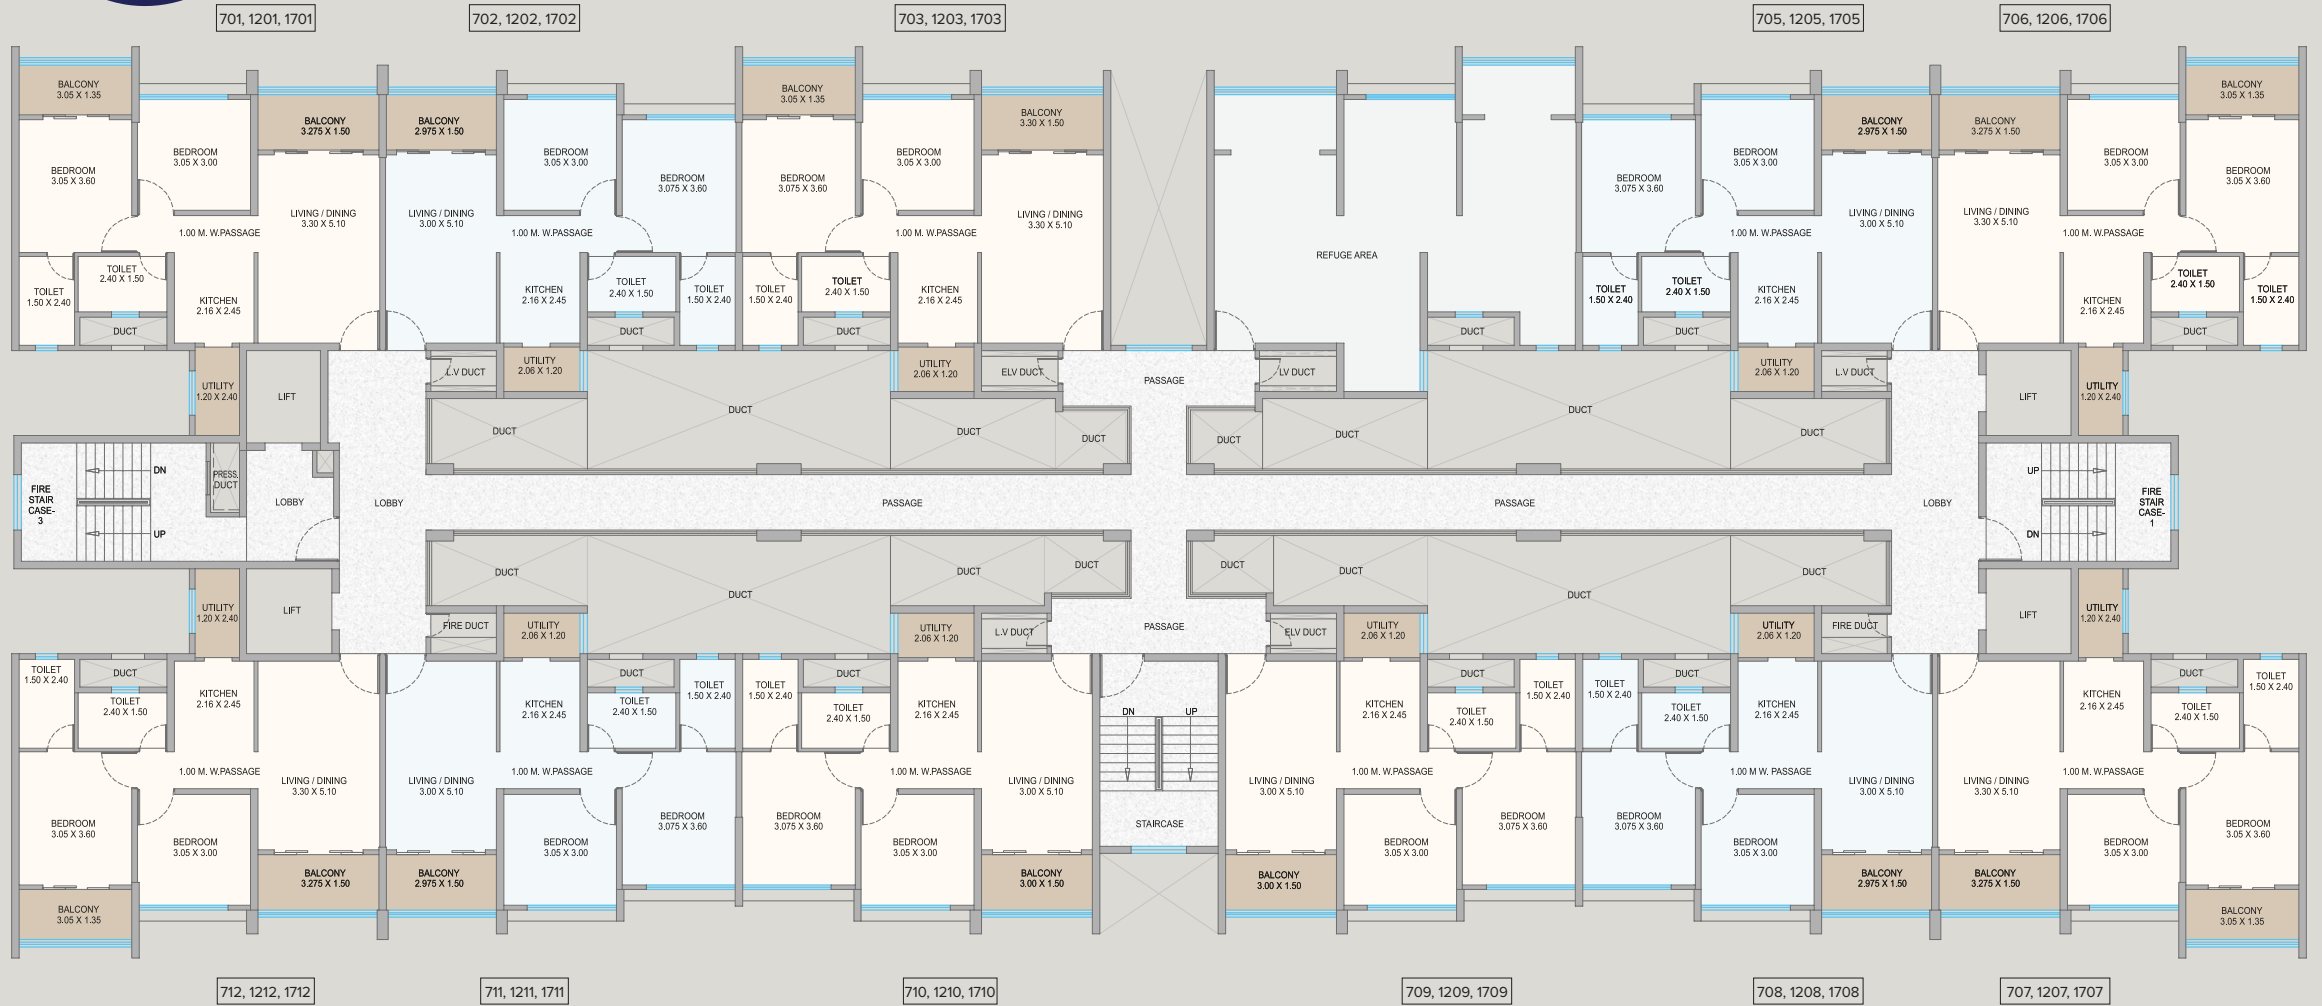 701, 1201, 1701
702, 1202, 1702
703, 1203, 1703
705, 1205, 1705
706, 1206, 1706
BALCONY
3.05 X 1.35
BEDROOM
3.05 X 3.00
BALCONY
3.275 X 1.50
BEDROOM
3.05 X 3.60
LIVING / DINING
3.30 X 5.10
1.00 M. W.PASSAGE
TOILET
2.40 X 1.50
TOILET
1.50 X 2.40
KITCHEN
2.16 X 2.45
DUCT
UTILITY
1.20 X 2.40
LIFT
BALCONY
2.975 X 1.50
BEDROOM
3.05 X 3.00
BEDROOM
3.075 X 3.60
LIVING / DINING
3.00 X 5.10
1.00 M. W.PASSAGE
KITCHEN
2.16 X 2.45
TOILET
2.40 X 1.50
TOILET
1.50 X 2.40
DUCT
L.V DUCT
UTILITY
2.06 X 1.20
BALCONY
3.05 X 1.35
BEDROOM
3.05 X 3.00
BALCONY
3.30 X 1.50
BEDROOM
3.075 X 3.60
LIVING / DINING
3.30 X 5.10
1.00 M. W.PASSAGE
TOILET
1.50 X 2.40
TOILET
2.40 X 1.50
KITCHEN
2.16 X 2.45
DUCT
UTILITY
2.06 X 1.20
ELV DUCT
PASSAGE
REFUGE AREA
LV DUCT
DUCT
BEDROOM
3.075 X 3.60
BEDROOM
3.05 X 3.00
BALCONY
2.975 X 1.50
LIVING / DINING
3.00 X 5.10
1.00 M. W.PASSAGE
TOILET
1.50 X 2.40
TOILET
2.40 X 1.50
KITCHEN
2.16 X 2.45
DUCT
UTILITY
2.06 X 1.20
L.V DUCT
BALCONY
3.275 X 1.50
BEDROOM
3.05 X 3.00
BALCONY
3.05 X 1.35
BEDROOM
3.05 X 3.60
LIVING / DINING
3.30 X 5.10
1.00 M. W.PASSAGE
KITCHEN
2.16 X 2.45
TOILET
2.40 X 1.50
TOILET
1.50 X 2.40
DUCT
LIFT
UTILITY
1.20 X 2.40
DUCT
DUCT
DUCT
DUCT
DUCT
DUCT
DUCT
DUCT
FIRE
STAIR
CASE-
3
DN
UP
PRESS.
DUCT
LOBBY
LOBBY
PASSAGE
PASSAGE
LOBBY
UP
DN
FIRE
STAIR
CASE-
1
DUCT
DUCT
DUCT
DUCT
DUCT
DUCT
DUCT
DUCT
UTILITY
1.20 X 2.40
LIFT
FIRE DUCT
UTILITY
2.06 X 1.20
UTILITY
2.06 X 1.20
L.V DUCT
PASSAGE
ELV DUCT
UTILITY
2.06 X 1.20
UTILITY
2.06 X 1.20
FIRE DUCT
LIFT
UTILITY
1.20 X 2.40
TOILET
1.50 X 2.40
DUCT
TOILET
2.40 X 1.50
KITCHEN
2.16 X 2.45
1.00 M. W.PASSAGE
LIVING / DINING
3.30 X 5.10
BEDROOM
3.05 X 3.60
BEDROOM
3.05 X 3.00
BALCONY
3.275 X 1.50
BALCONY
3.05 X 1.35
KITCHEN
2.16 X 2.45
DUCT
TOILET
2.40 X 1.50
TOILET
1.50 X 2.40
LIVING / DINING
3.00 X 5.10
1.00 M. W.PASSAGE
BEDROOM
3.05 X 3.00
BEDROOM
3.075 X 3.60
BALCONY
2.975 X 1.50
TOILET
1.50 X 2.40
DUCT
TOILET
2.40 X 1.50
KITCHEN
2.16 X 2.45
1.00 M. W.PASSAGE
LIVING / DINING
3.00 X 5.10
BEDROOM
3.075 X 3.60
BEDROOM
3.05 X 3.00
BALCONY
3.00 X 1.50
DN
UP
STAIRCASE
KITCHEN
2.16 X 2.45
DUCT
TOILET
2.40 X 1.50
TOILET
1.50 X 2.40
LIVING / DINING
3.00 X 5.10
1.00 M. W.PASSAGE
BEDROOM
3.05 X 3.00
BEDROOM
3.075 X 3.60
BALCONY
3.00 X 1.50
TOILET
1.50 X 2.40
DUCT
TOILET
2.40 X 1.50
KITCHEN
2.16 X 2.45
1.00 M W. PASSAGE
LIVING / DINING
3.00 X 5.10
BEDROOM
3.075 X 3.60
BEDROOM
3.05 X 3.00
BALCONY
2.975 X 1.50
KITCHEN
2.16 X 2.45
DUCT
TOILET
2.40 X 1.50
TOILET
1.50 X 2.40
LIVING / DINING
3.30 X 5.10
1.00 M. W.PASSAGE
BEDROOM
3.05 X 3.00
BEDROOM
3.05 X 3.60
BALCONY
3.275 X 1.50
BALCONY
3.05 X 1.35
712, 1212, 1712
711, 1211, 1711
710, 1210, 1710
709, 1209, 1709
708, 1208, 1708
707, 1207, 1707